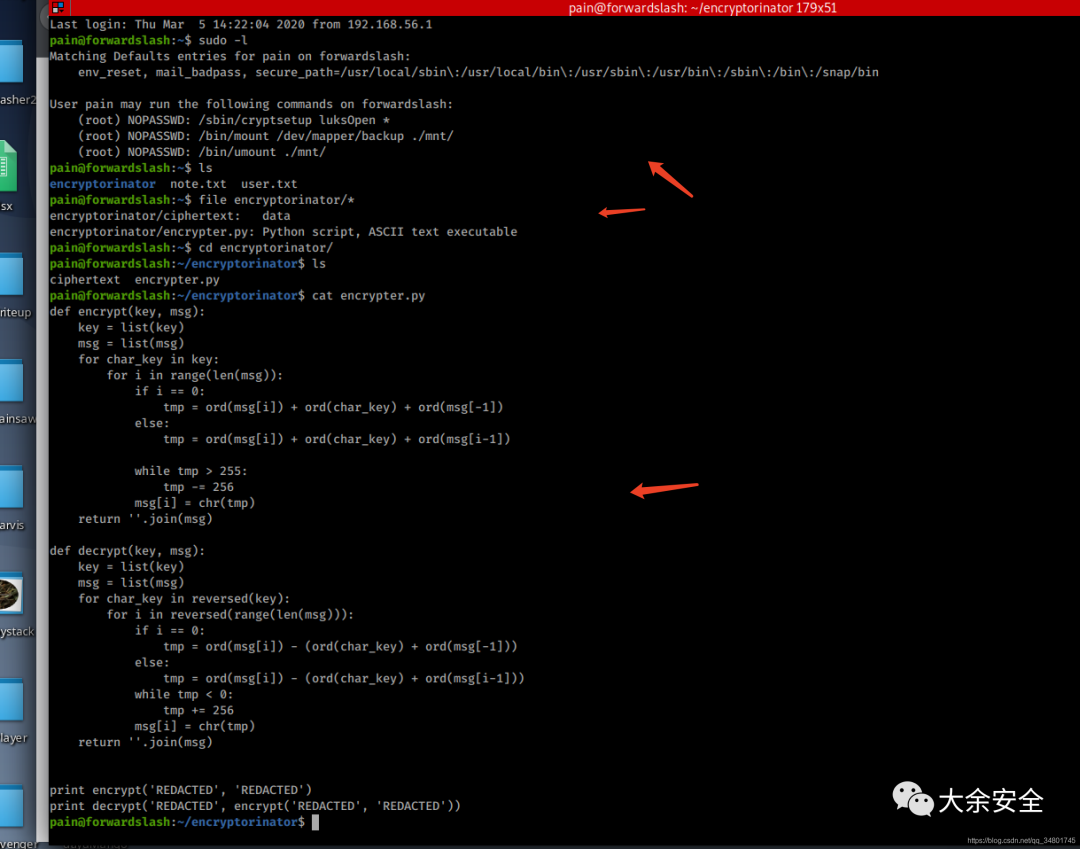 pain@forwardslash: ~/encryptorinator 179x51
Last login: Thu Mar  5 14:22:04 2020 from 192.168.56.1
pain@forwardslash:~$ sudo -l
Matching Defaults entries for pain on forwardslash:
    env_reset, mail_badpass, secure_path=/usr/local/sbin\:/usr/local/bin\:/usr/sbin\:/usr/bin\:/sbin\:/bin\:/snap/bin
User pain may run the following commands on forwardslash:
    (root) NOPASSWD: /sbin/cryptsetup luksOpen *
    (root) NOPASSWD: /bin/mount /dev/mapper/backup ./mnt/
    (root) NOPASSWD: /bin/umount ./mnt/
pain@forwardslash:~$ ls
encryptorinator  note.txt  user.txt
pain@forwardslash:~$ file encryptorinator/*
encryptorinator/ciphertext:   data
encryptorinator/encrypter.py: Python script, ASCII text executable
pain@forwardslash:~$ cd encryptorinator/
pain@forwardslash:~/encryptorinator$ ls
ciphertext  encrypter.py
pain@forwardslash:~/encryptorinator$ cat encrypter.py
def encrypt(key, msg):
    key = list(key)
    msg = list(msg)
    for char_key in key:
        for i in range(len(msg)):
            if i == 0:
                tmp = ord(msg[i]) + ord(char_key) + ord(msg[-1])
            else:
                tmp = ord(msg[i]) + ord(char_key) + ord(msg[i-1])
            while tmp > 255:
                tmp -= 256
            msg[i] = chr(tmp)
    return ''.join(msg)
def decrypt(key, msg):
    key = list(key)
    msg = list(msg)
    for char_key in reversed(key):
        for i in reversed(range(len(msg))):
            if i == 0:
                tmp = ord(msg[i]) - (ord(char_key) + ord(msg[-1]))
            else:
                tmp = ord(msg[i]) - (ord(char_key) + ord(msg[i-1]))
            while tmp < 0:
                tmp += 256
            msg[i] = chr(tmp)
    return ''.join(msg)
print encrypt('REDACTED', 'REDACTED')
print decrypt('REDACTED', encrypt('REDACTED', 'REDACTED'))
pain@forwardslash:~/encryptorinator$
asher2
sx
riteup
ainsaw
arvis
ystack
layer
venger
大余安全
https://blog.csdn.net/qq_34801745